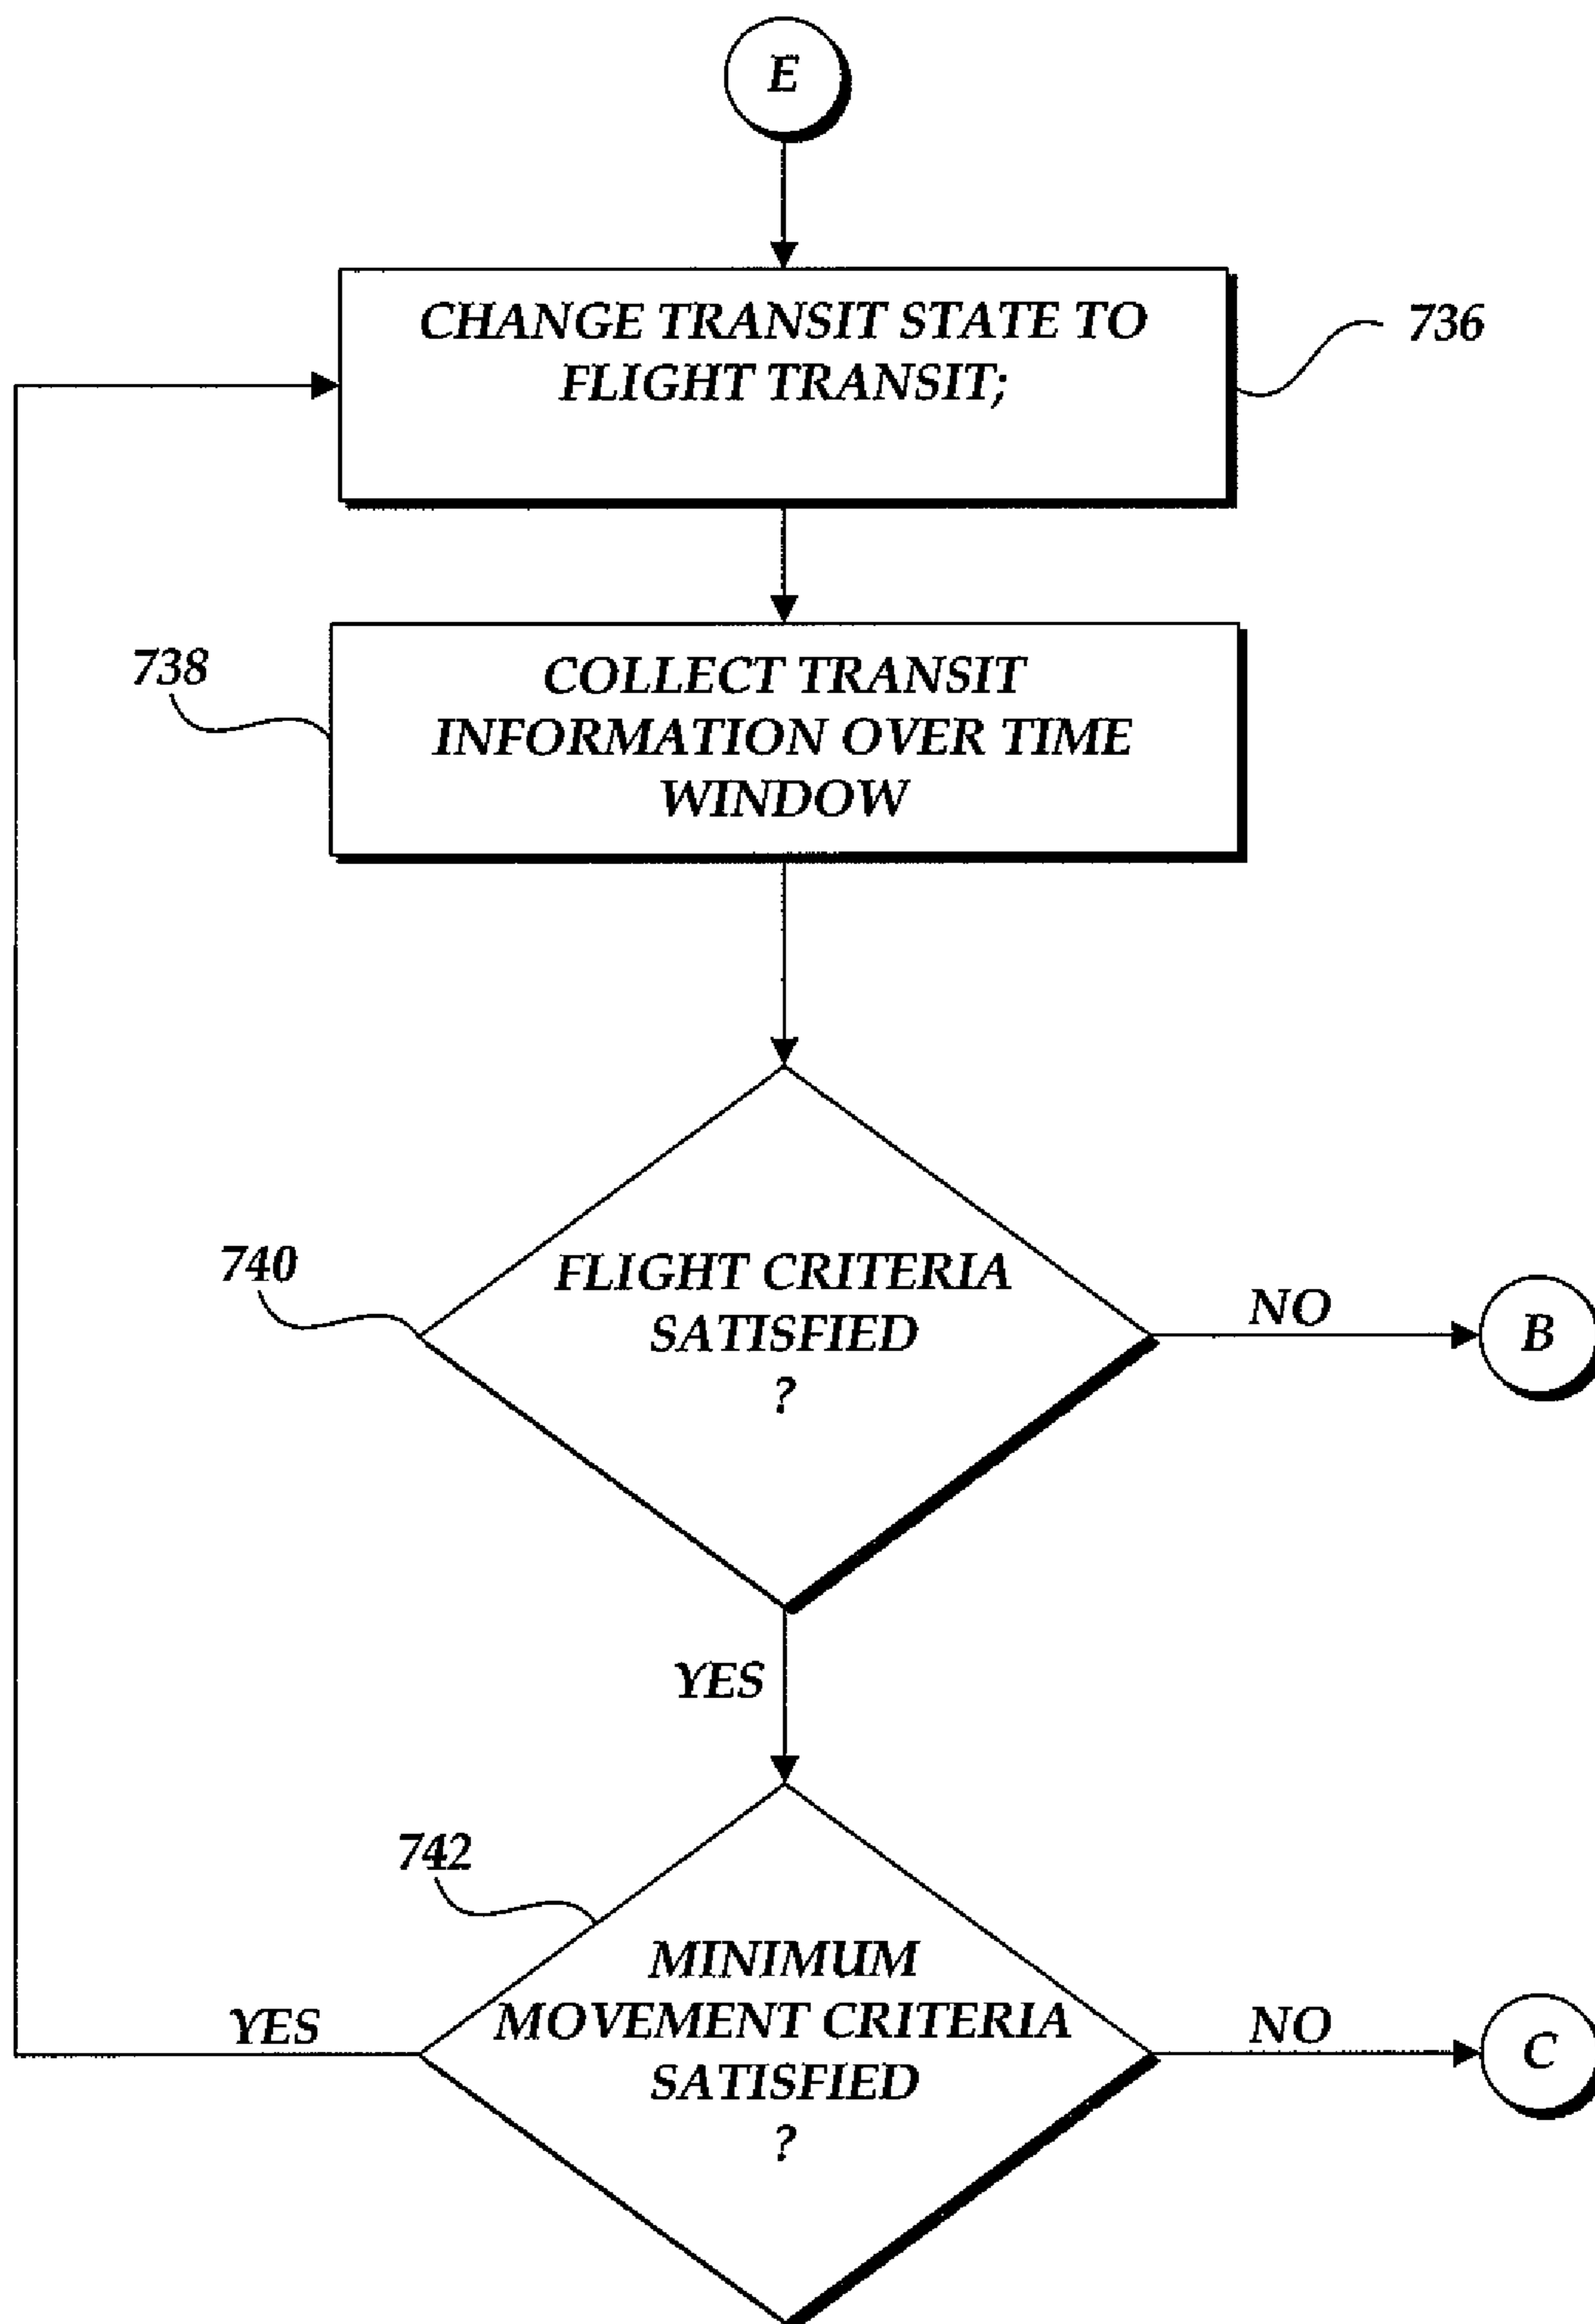 E
CHANGE TRANSIT STATE TO
FLIGHT TRANSIT;
736
738
COLLECT TRANSIT
INFORMATION OVER TIME
WINDOW
740
FLIGHT CRITERIA
SATISFIED
?
NO
B
YES
742
MINIMUM
MOVEMENT CRITERIA
SATISFIED
?
YES
NO
C